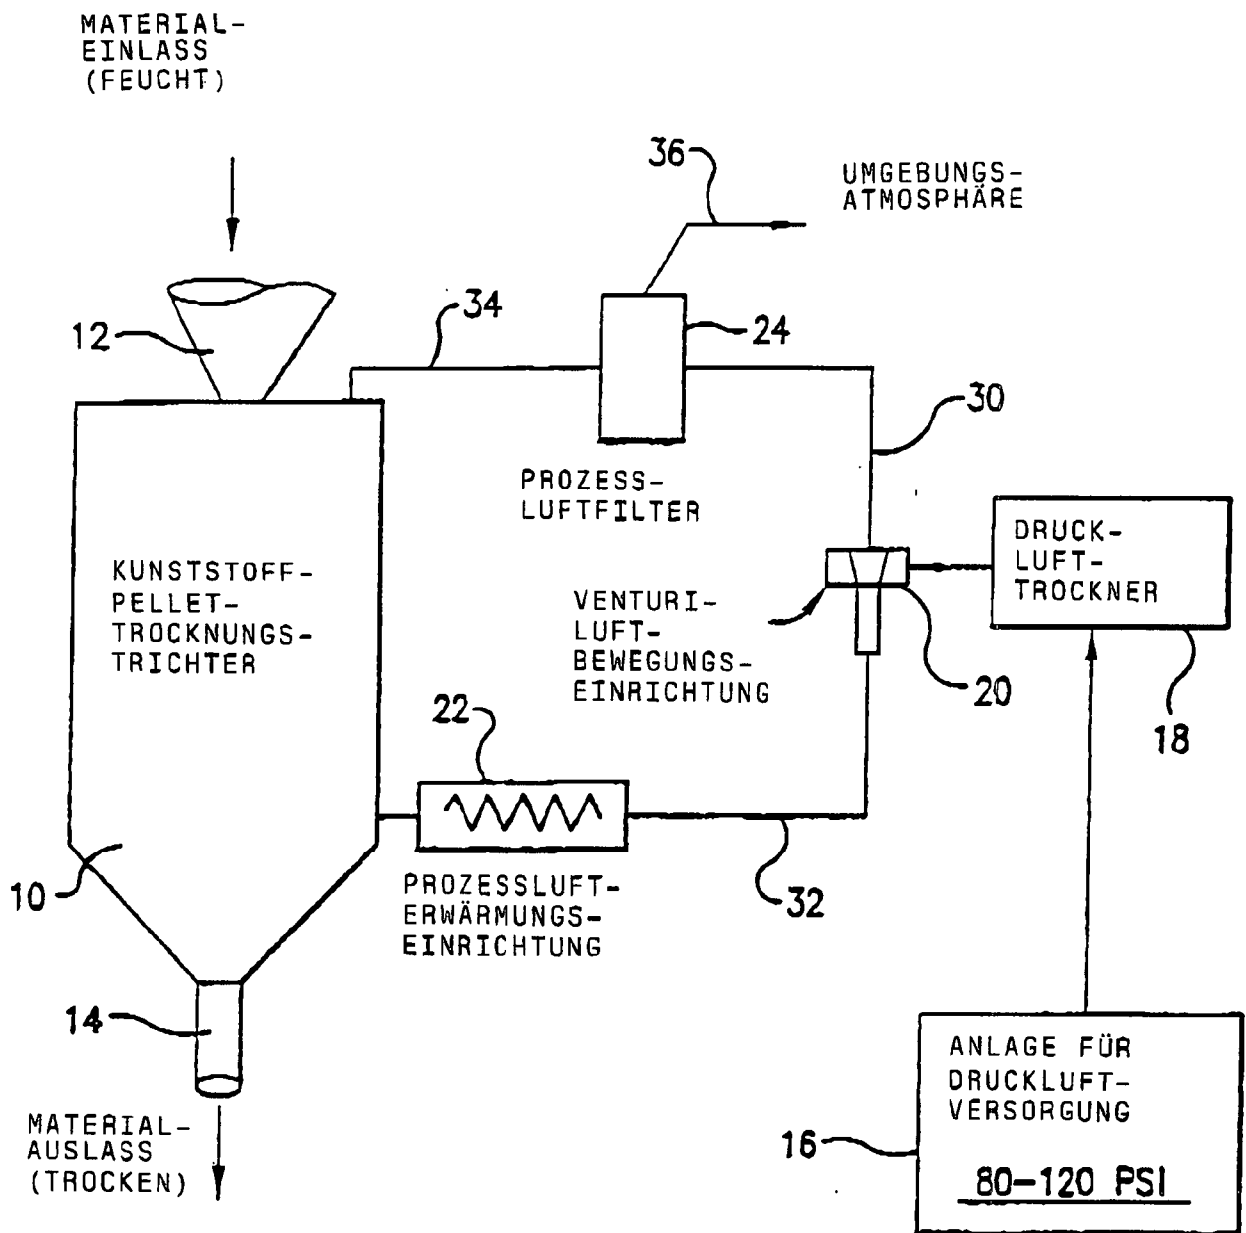 MATERIAL-
EINLASS
(FEUCHT)
36
UMGEBUNGS-
ATMOSPHÄRE
12
34
24
30
PROZESS-
LUFTFILTER
DRUCK-
LUFT-
TROCKNER
KUNSTSTOFF-
PELLET-
TROCKNUNGS-
TRICHTER
VENTURI-
LUFT-
BEWEGUNGS-
EINRICHTUNG
20
18
22
10
PROZESSLUFT-
ERWÄRMUNGS-
EINRICHTUNG
32
14
ANLAGE FÜR
DRUCKLUFT-
VERSORGUNG
80-120 PSI
16
MATERIAL-
AUSLASS
(TROCKEN)